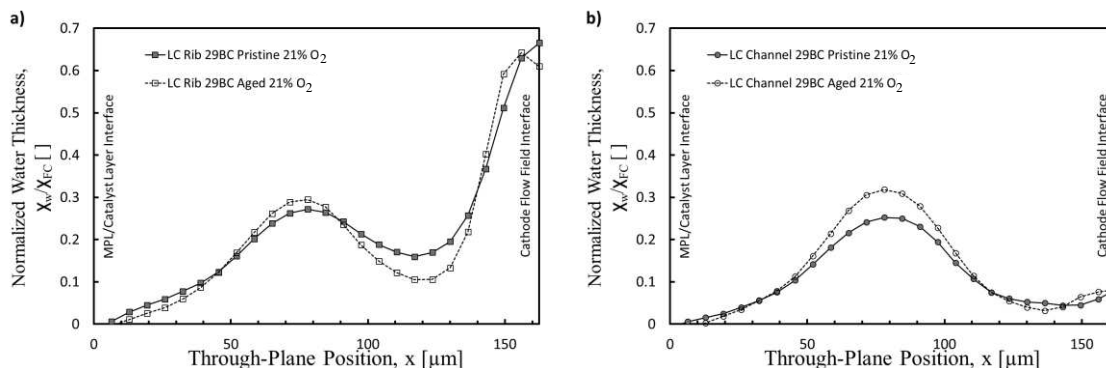 a)
0.7
0.6
0.5
0.4
0.3
0.2
0.1
0
0
50
100
150
Normalized Water Thickness,
χw/χFC [ ]
Through-Plane Position, x [µm]
LC Rib 29BC Pristine 21% O2
LC Rib 29BC Aged 21% O2
MPL/Catalyst Layer Interface
Cathode Flow Field Interface
b)
0.7
0.6
0.5
0.4
0.3
0.2
0.1
0
0
50
100
150
Normalized Water Thickness,
χw/χFC [ ]
Through-Plane Position, x [µm]
LC Channel 29BC Pristine 21% O2
LC Channel 29BC Aged 21% O2
MPL/Catalyst Layer Interface
Cathode Flow Field Interface